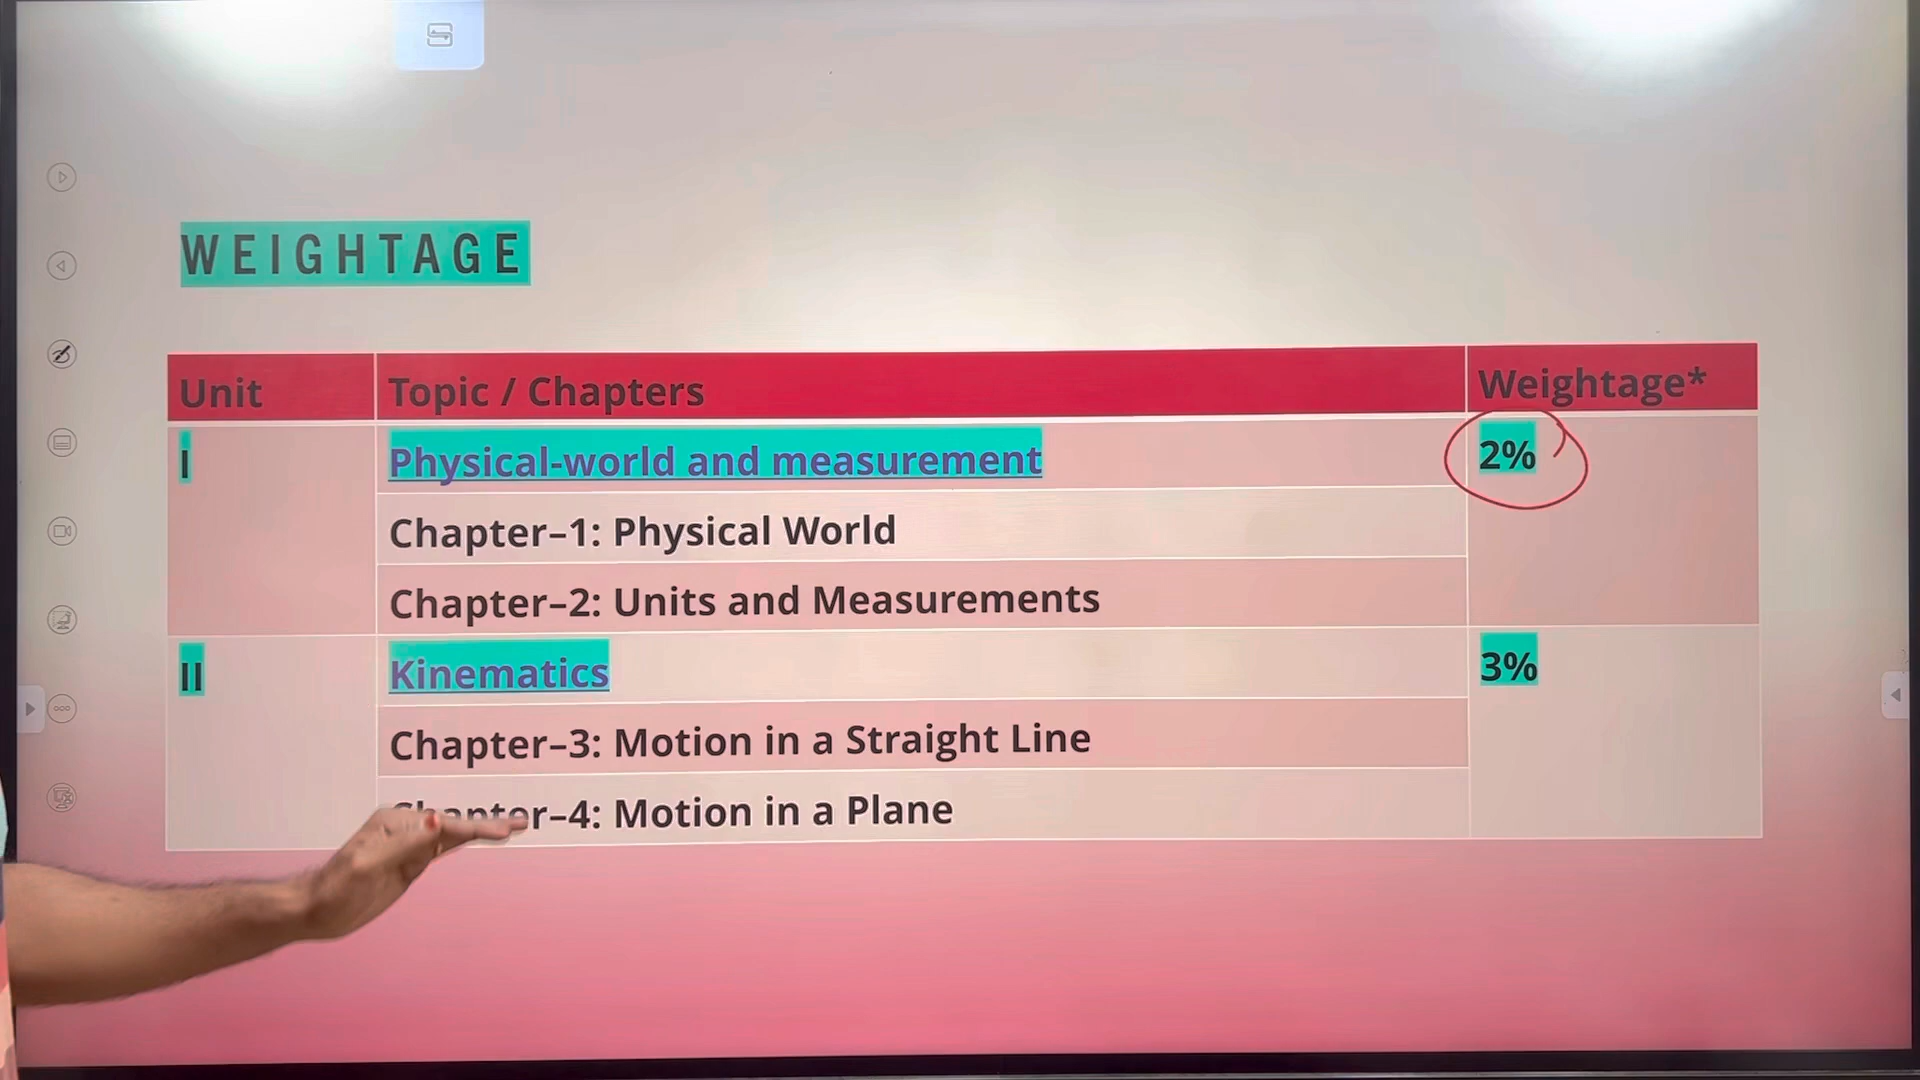 WEIGHTAGE
Unit Topic / Chapters Weightage*
I Physical-world and measurement 2%
Chapter–1: Physical World
Chapter–2: Units and Measurements
II Kinematics 3%
Chapter–3: Motion in a Straight Line
Chapter–4: Motion in a Plane